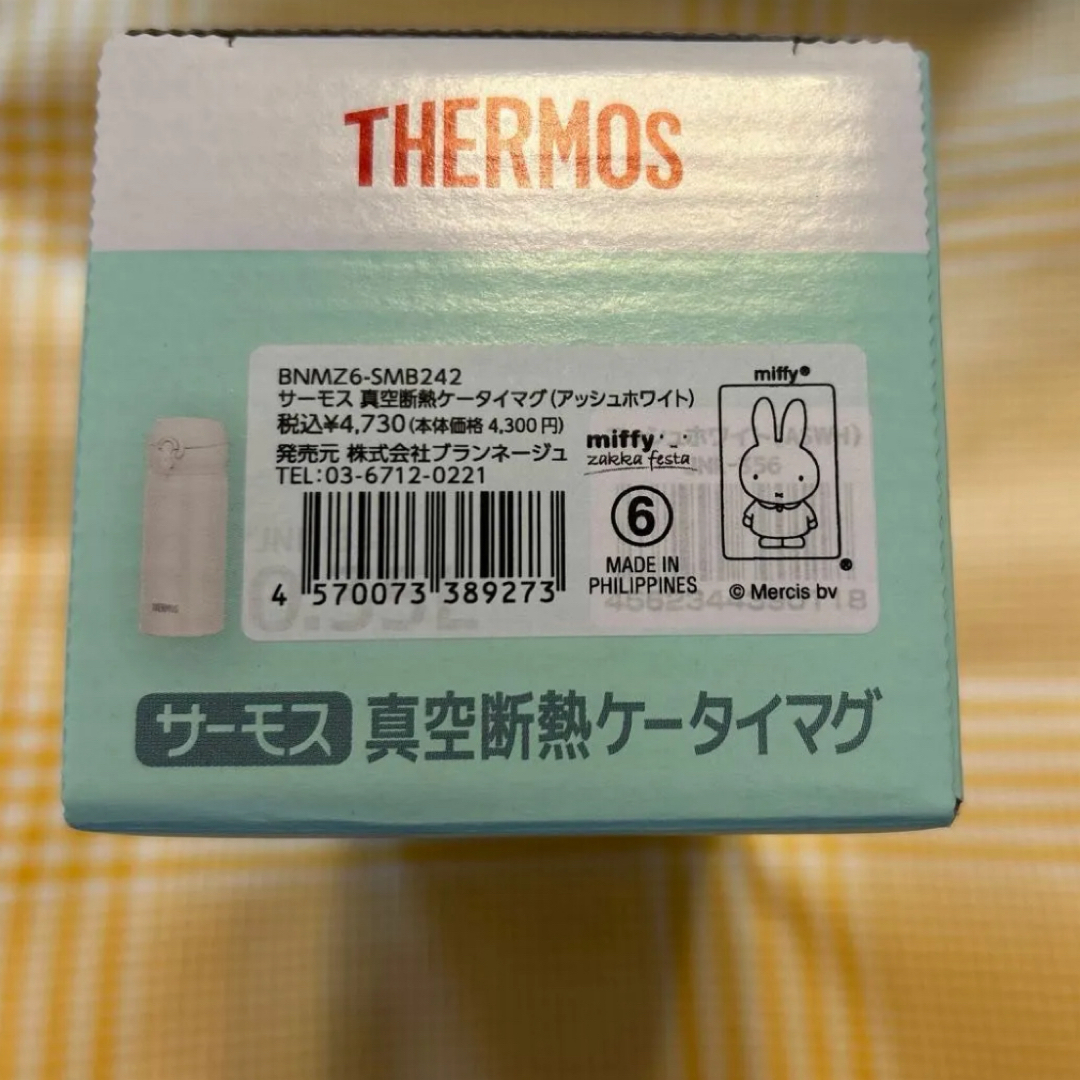 THERMOS
BNMZ6-SMB242
サーモス 真空断熱ケータイマグ(アッシュホワイト)
税込¥4,730(本体価格 4,300円)
発売元 株式会社ブランネージュ
TEL:03-6712-0221
4 570073 389273
miffy
zakka festa
6
MADE IN
PHILIPPINES
miffy®
®
© Mercis bv
THERMOS
サーモス 真空断熱ケータイマグ